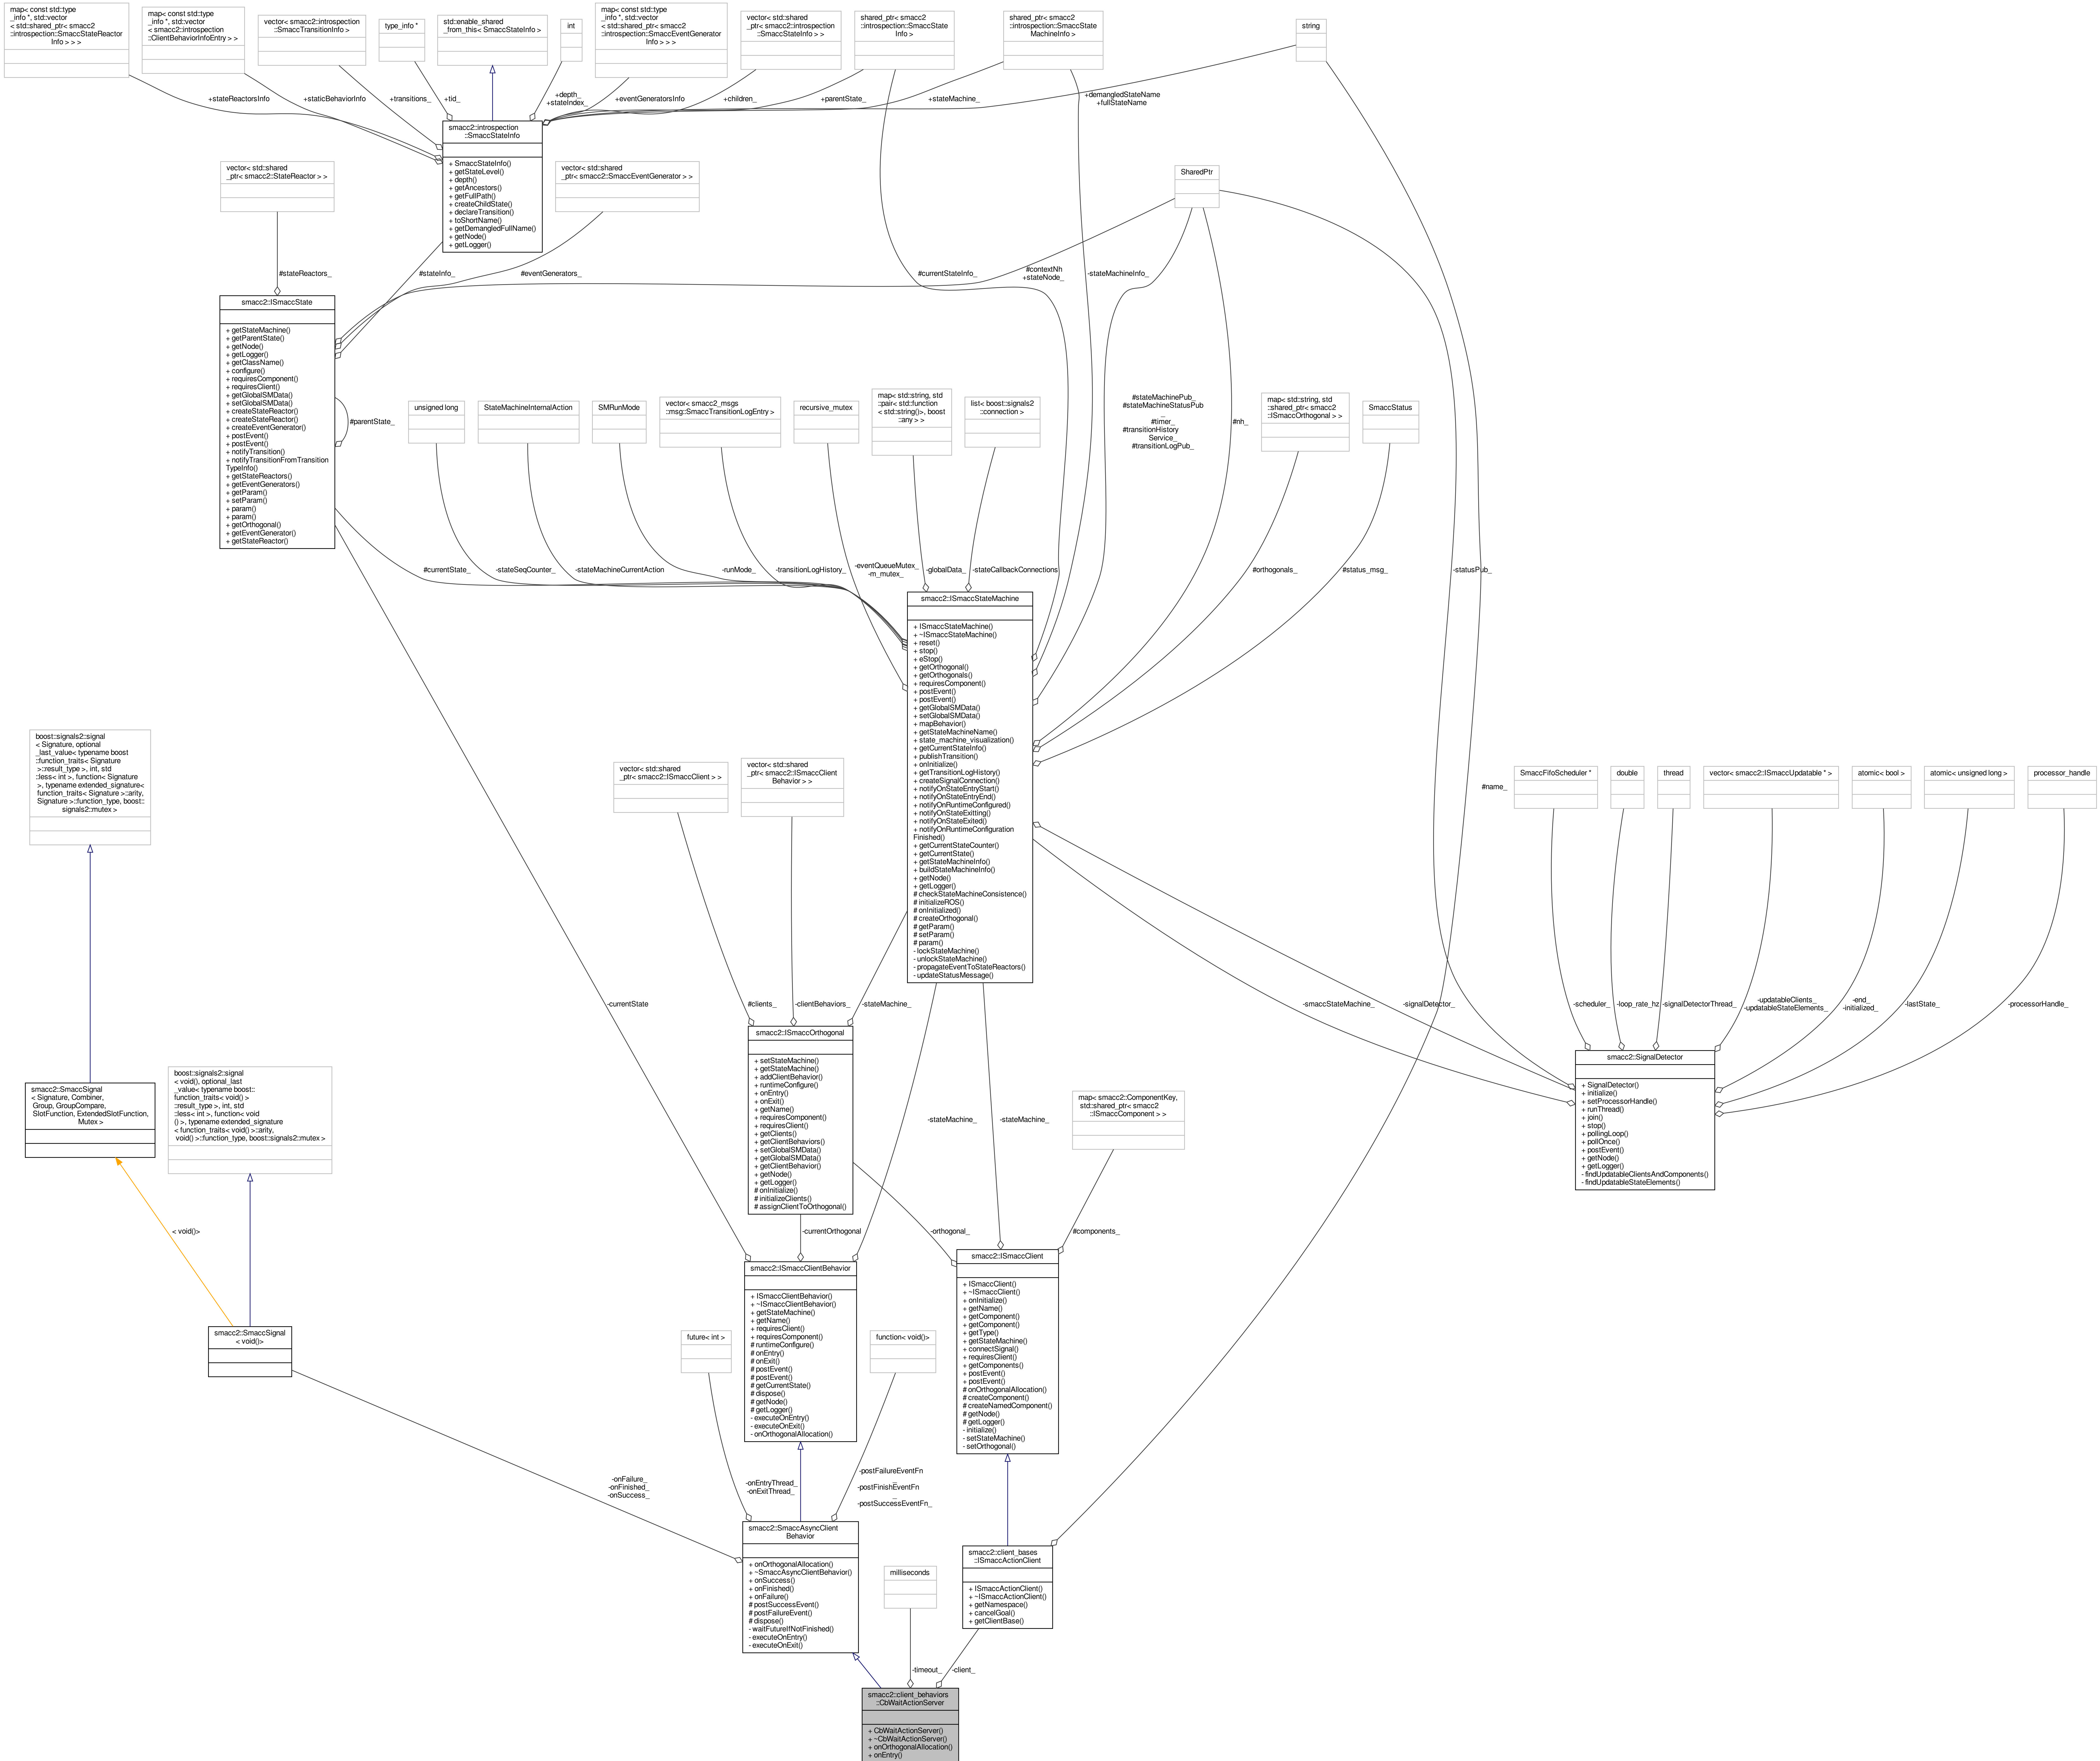 map< const std::type
_info *, std::vector
< std::shared_ptr< smacc2
::introspection::SmaccStateReactor
Info > > >
map< const std::type
_info *, std::vector
< smacc2::introspection
::ClientBehaviorInfoEntry > >
vector< smacc2::introspection
::SmaccTransitionInfo >
type_info *
std::enable_shared
_from_this< SmaccStateInfo >
int
map< const std::type
_info *, std::vector
< std::shared_ptr< smacc2
::introspection::SmaccEventGenerator
Info > > >
vector< std::shared
_ptr< smacc2::introspection
::SmaccStateInfo > >
shared_ptr< smacc2
::introspection::SmaccState
Info >
shared_ptr< smacc2
::introspection::SmaccState
MachineInfo >
string
+stateReactorsInfo
+staticBehaviorInfo
+transitions_
+tid_
+depth_
+stateIndex_
+eventGeneratorsInfo
+children_
+parentState_
+stateMachine_
+demangledStateName
+fullStateName
smacc2::introspection
::SmaccStateInfo
+ SmaccStateInfo()
+ getStateLevel()
+ depth()
+ getAncestors()
+ getFullPath()
+ createChildState()
+ declareTransition()
+ toShortName()
+ getDemangledFullName()
+ getNode()
+ getLogger()
vector< std::shared
_ptr< smacc2::StateReactor > >
vector< std::shared
_ptr< smacc2::SmaccEventGenerator > >
SharedPtr
#stateReactors_
#stateInfo_
#eventGenerators_
#currentStateInfo_
#contextNh
+stateNode_
-stateMachineInfo_
smacc2::ISmaccState
+ getStateMachine()
+ getParentState()
+ getNode()
+ getLogger()
+ getClassName()
+ configure()
+ requiresComponent()
+ requiresClient()
+ getGlobalSMData()
+ setGlobalSMData()
+ createStateReactor()
+ createStateReactor()
+ createEventGenerator()
+ postEvent()
+ postEvent()
+ notifyTransition()
+ notifyTransitionFromTransition
TypeInfo()
+ getStateReactors()
+ getEventGenerators()
+ getParam()
+ setParam()
+ param()
+ param()
+ getOrthogonal()
+ getEventGenerator()
+ getStateReactor()
#parentState_
unsigned long
StateMachineInternalAction
SMRunMode
vector< smacc2_msgs
::msg::SmaccTransitionLogEntry >
recursive_mutex
map< std::string, std
::pair< std::function
< std::string()>, boost
::any > >
list< boost::signals2
::connection >
#stateMachinePub_
#stateMachineStatusPub
_
#timer_
#transitionHistory
Service_
#transitionLogPub_
#nh_
map< std::string, std
::shared_ptr< smacc2
::ISmaccOrthogonal > >
SmaccStatus
#currentState_
-stateSeqCounter_
-stateMachineCurrentAction
-runMode_
-transitionLogHistory_
-eventQueueMutex_
-m_mutex_
-globalData_
-stateCallbackConnections
#orthogonals_
#status_msg_
-statusPub_
smacc2::ISmaccStateMachine
+ ISmaccStateMachine()
+ ~ISmaccStateMachine()
+ reset()
+ stop()
+ eStop()
+ getOrthogonal()
+ getOrthogonals()
+ requiresComponent()
+ postEvent()
+ postEvent()
+ getGlobalSMData()
+ setGlobalSMData()
+ mapBehavior()
+ getStateMachineName()
+ state_machine_visualization()
+ getCurrentStateInfo()
+ publishTransition()
+ onInitialize()
+ getTransitionLogHistory()
+ createSignalConnection()
+ notifyOnStateEntryStart()
+ notifyOnStateEntryEnd()
+ notifyOnRuntimeConfigured()
+ notifyOnStateExitting()
+ notifyOnStateExited()
+ notifyOnRuntimeConfiguration
Finished()
+ getCurrentStateCounter()
+ getCurrentState()
+ getStateMachineInfo()
+ buildStateMachineInfo()
+ getNode()
+ getLogger()
# checkStateMachineConsistence()
# initializeROS()
# onInitialized()
# createOrthogonal()
# getParam()
# setParam()
# param()
- lockStateMachine()
- unlockStateMachine()
- propagateEventToStateReactors()
- updateStatusMessage()
boost::signals2::signal
< Signature, optional
_last_value< typename boost
::function_traits< Signature
>::result_type >, int, std
::less< int >, function< Signature
>, typename extended_signature<
function_traits< Signature >::arity,
Signature >::function_type, boost::
signals2::mutex >
vector< std::shared
_ptr< smacc2::ISmaccClient > >
vector< std::shared
_ptr< smacc2::ISmaccClient
Behavior > >
#name_
SmaccFifoScheduler *
double
thread
vector< smacc2::ISmaccUpdatable * >
atomic< bool >
atomic< unsigned long >
processor_handle
-currentState
#clients_
-clientBehaviors_
-stateMachine_
-smaccStateMachine_
-signalDetector_
-scheduler_
-loop_rate_hz
-signalDetectorThread_
-updatableClients_
-updatableStateElements_
-end_
-initialized_
-lastState_
-processorHandle_
smacc2::ISmaccOrthogonal
+ setStateMachine()
+ getStateMachine()
+ addClientBehavior()
+ runtimeConfigure()
+ onEntry()
+ onExit()
+ getName()
+ requiresComponent()
+ requiresClient()
+ getClients()
+ getClientBehaviors()
+ setGlobalSMData()
+ getGlobalSMData()
+ getClientBehavior()
+ getNode()
+ getLogger()
# onInitialize()
# initializeClients()
# assignClientToOrthogonal()
smacc2::SignalDetector
+ SignalDetector()
+ initialize()
+ setProcessorHandle()
+ runThread()
+ join()
+ stop()
+ pollingLoop()
+ pollOnce()
+ postEvent()
+ getNode()
+ getLogger()
- findUpdatableClientsAndComponents()
- findUpdatableStateElements()
smacc2::SmaccSignal
< Signature, Combiner,
Group, GroupCompare,
SlotFunction, ExtendedSlotFunction,
Mutex >
boost::signals2::signal
< void(), optional_last
_value< typename boost::
function_traits< void() >
::result_type >, int, std
::less< int >, function< void
() >, typename extended_signature
< function_traits< void() >::arity,
void() >::function_type, boost::signals2::mutex >
-stateMachine_
-stateMachine_
map< smacc2::ComponentKey,
std::shared_ptr< smacc2
::ISmaccComponent > >
< void()>
-currentOrthogonal
-orthogonal_
#components_
smacc2::ISmaccClientBehavior
+ ISmaccClientBehavior()
+ ~ISmaccClientBehavior()
+ getStateMachine()
+ getName()
+ requiresClient()
+ requiresComponent()
# runtimeConfigure()
# onEntry()
# onExit()
# postEvent()
# postEvent()
# getCurrentState()
# dispose()
# getNode()
# getLogger()
- executeOnEntry()
- executeOnExit()
- onOrthogonalAllocation()
smacc2::ISmaccClient
+ ISmaccClient()
+ ~ISmaccClient()
+ onInitialize()
+ getName()
+ getComponent()
+ getComponent()
+ getType()
+ getStateMachine()
+ connectSignal()
+ requiresClient()
+ getComponents()
+ postEvent()
+ postEvent()
# onOrthogonalAllocation()
# createComponent()
# createNamedComponent()
# getNode()
# getLogger()
- initialize()
- setStateMachine()
- setOrthogonal()
smacc2::SmaccSignal
< void()>
future< int >
function< void()>
-onFailure_
-onFinished_
-onSuccess_
-onEntryThread_
-onExitThread_
-postFailureEventFn
_
-postFinishEventFn
_
-postSuccessEventFn_
smacc2::SmaccAsyncClient
Behavior
+ onOrthogonalAllocation()
+ ~SmaccAsyncClientBehavior()
+ onSuccess()
+ onFinished()
+ onFailure()
# postSuccessEvent()
# postFailureEvent()
# dispose()
- waitFutureIfNotFinished()
- executeOnEntry()
- executeOnExit()
milliseconds
smacc2::client_bases
::ISmaccActionClient
+ ISmaccActionClient()
+ ~ISmaccActionClient()
+ getNamespace()
+ cancelGoal()
+ getClientBase()
-timeout_
-client_
smacc2::client_behaviors
::CbWaitActionServer
+ CbWaitActionServer()
+ ~CbWaitActionServer()
+ onOrthogonalAllocation()
+ onEntry()